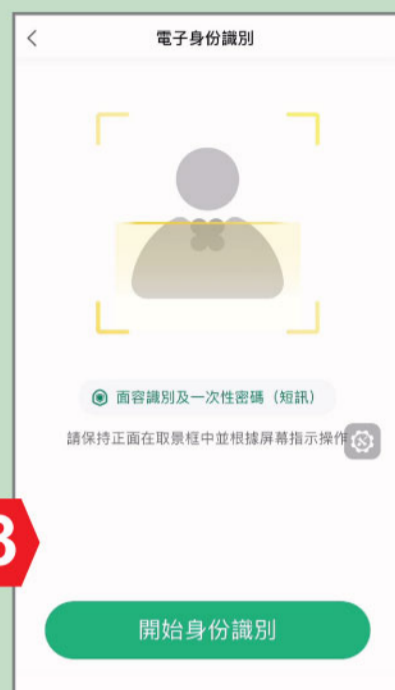 電子身份識別
面容識別及一次性密碼（短訊）
請保持正面在取景框中並根據屏幕指示操作
3
開始身份識別